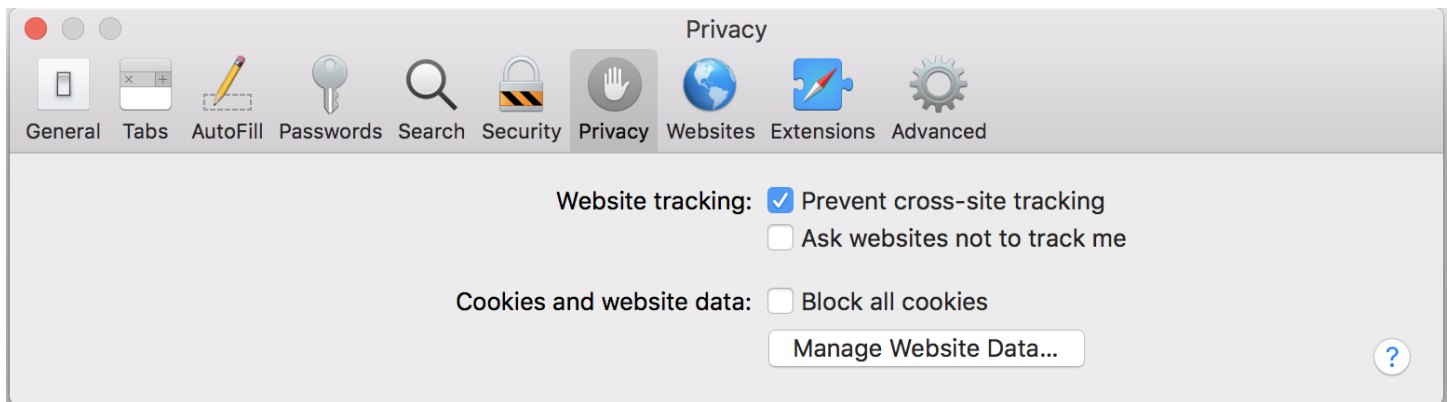 Privacy
General Tabs AutoFill Passwords Search Security Privacy Websites Extensions Advanced
Website tracking: Prevent cross-site tracking
Ask websites not to track me
Cookies and website data: Block all cookies
Manage Website Data...
?